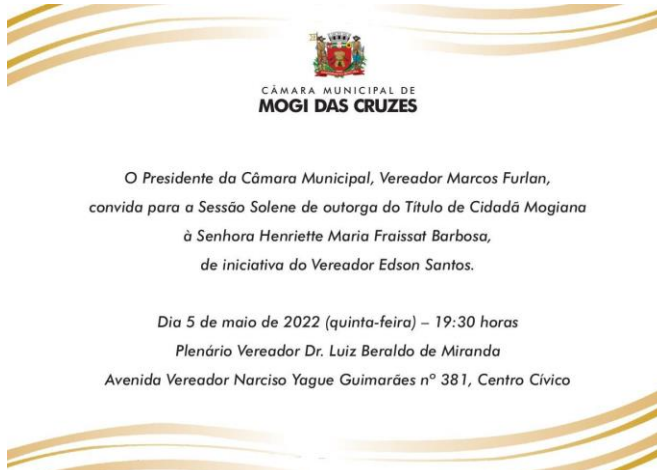 CÂMARA MUNICIPAL DE
MOGI DAS CRUZES
O Presidente da Câmara Municipal, Vereador Marcos Furlan,
convida para a Sessão Solene de outorga do Título de Cidadã Mogiana
à Senhora Henriette Maria Fraissat Barbosa,
de iniciativa do Vereador Edson Santos.
Dia 5 de maio de 2022 (quinta-feira) – 19:30 horas
Plenário Vereador Dr. Luiz Beraldo de Miranda
Avenida Vereador Narciso Yague Guimarães nº 381, Centro Cívico